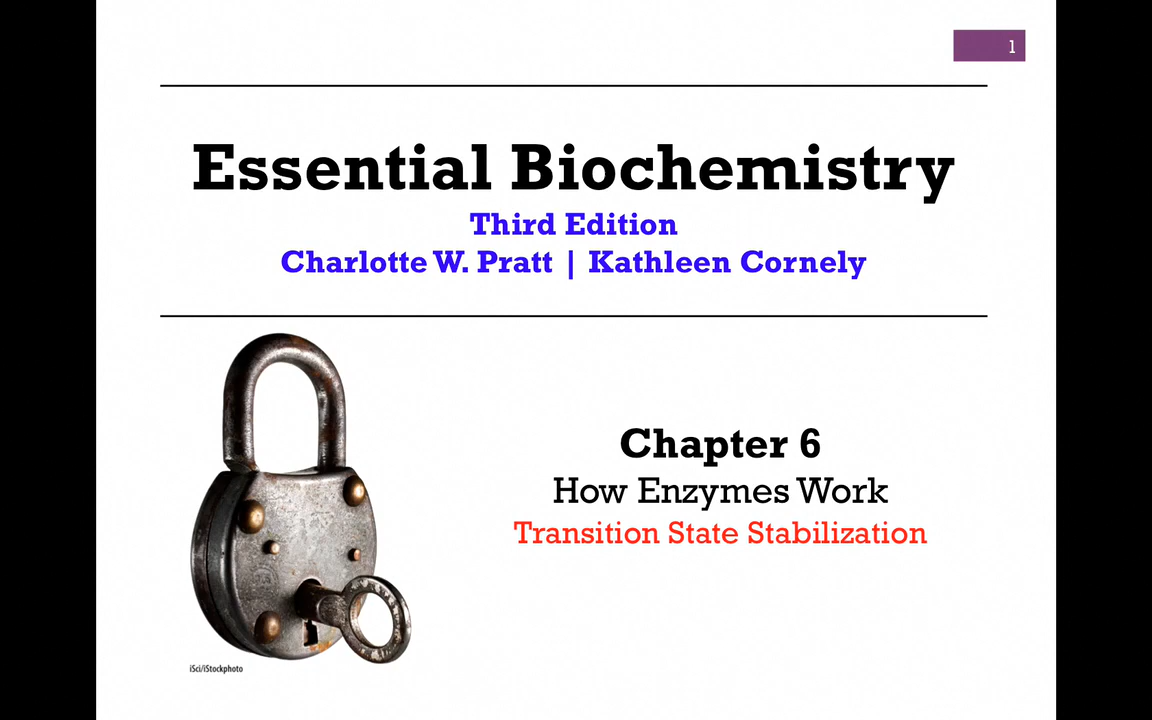 1
Essential Biochemistry
Third Edition
Charlotte W. Pratt | Kathleen Cornely
Chapter 6
How Enzymes Work
Transition State Stabilization
iSci/iStockphoto